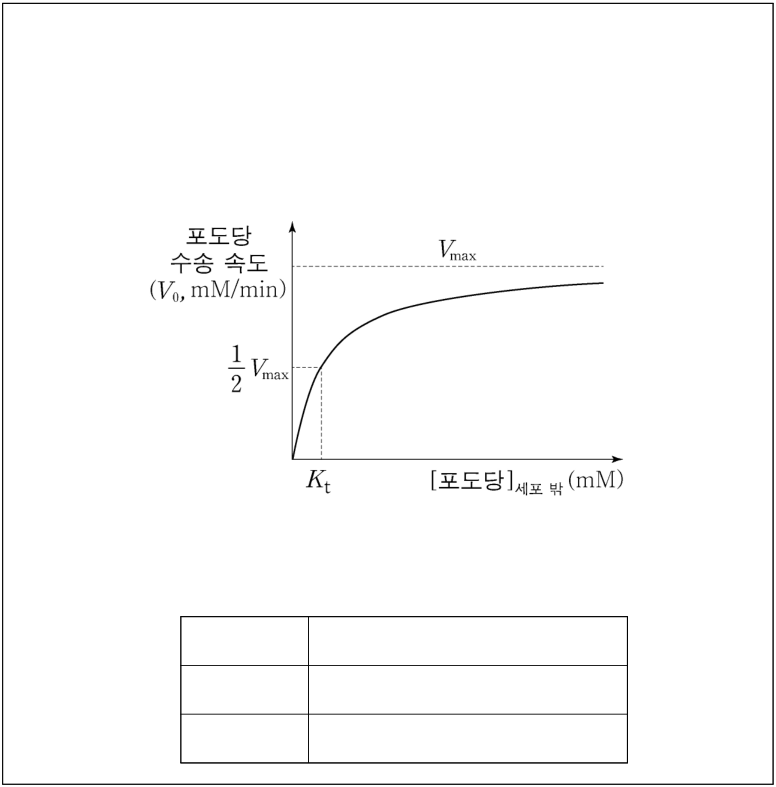 포도당
수송 속도
(V₀, mM/min)
Vmax
1/2 Vmax
Kt
[포도당]세포 밖(mM)